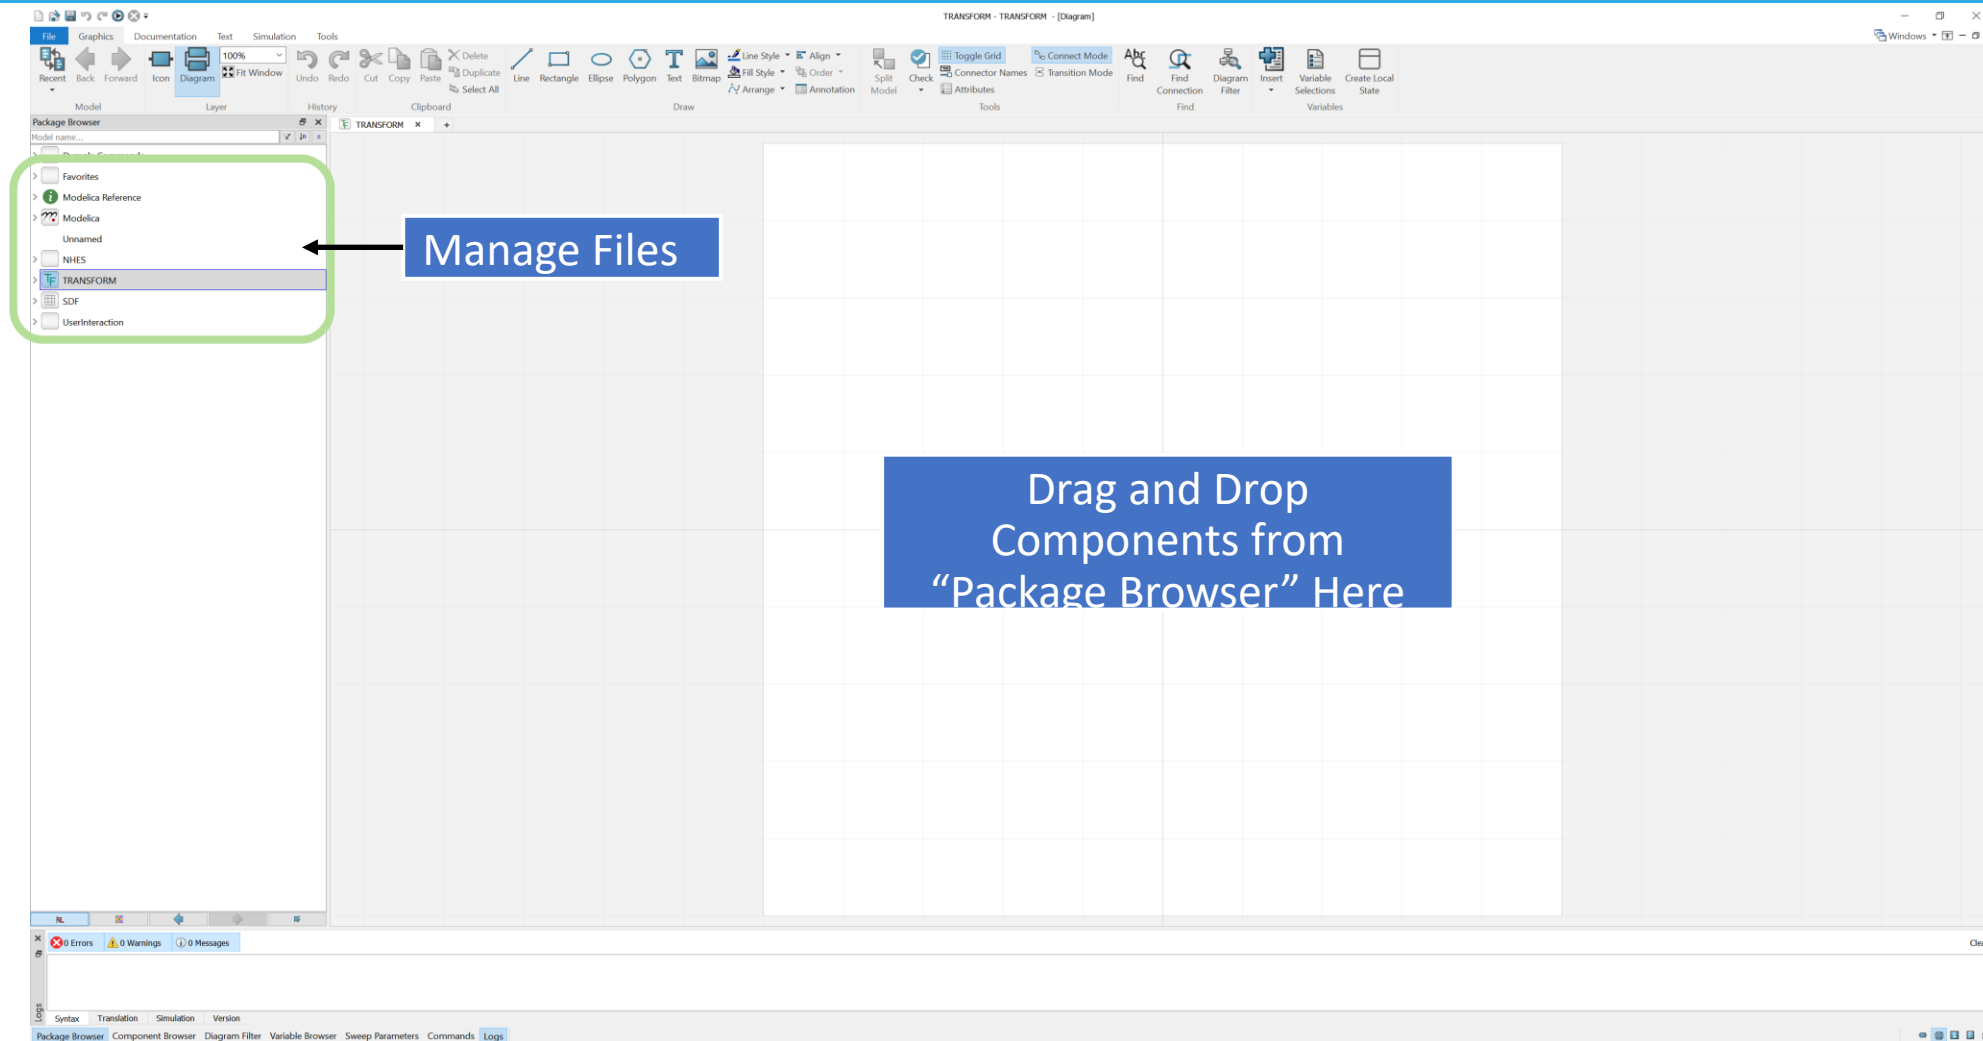 TRANSFORM - TRANSFORM - [Diagram]
File Graphics Documentation Text Simulation Tools
Windows
Recent Back Forward Icon Diagram 100% Fit Window Undo Redo Cut Copy Paste Delete Duplicate Select All Line Rectangle Ellipse Polygon Text Bitmap Line Style Fill Style Arrange Align Order Annotation Split Model Check Toggle Grid Connector Names Attributes Connect Mode Transition Mode Find Find Connection Diagram Filter Insert Variable Selections Create Local State
Model Layer History Clipboard Draw Tools Find Variables
Package Browser
TRANSFORM
Model name...
Favorites
Modelica Reference
Modelica
Unnamed
NHES
TRANSFORM
SDF
UserInteraction
Manage Files
Drag and Drop
Components from
“Package Browser” Here
0 Errors 0 Warnings 0 Messages
Logs
Syntax Translation Simulation Version
Package Browser Component Browser Diagram Filter Variable Browser Sweep Parameters Commands Logs